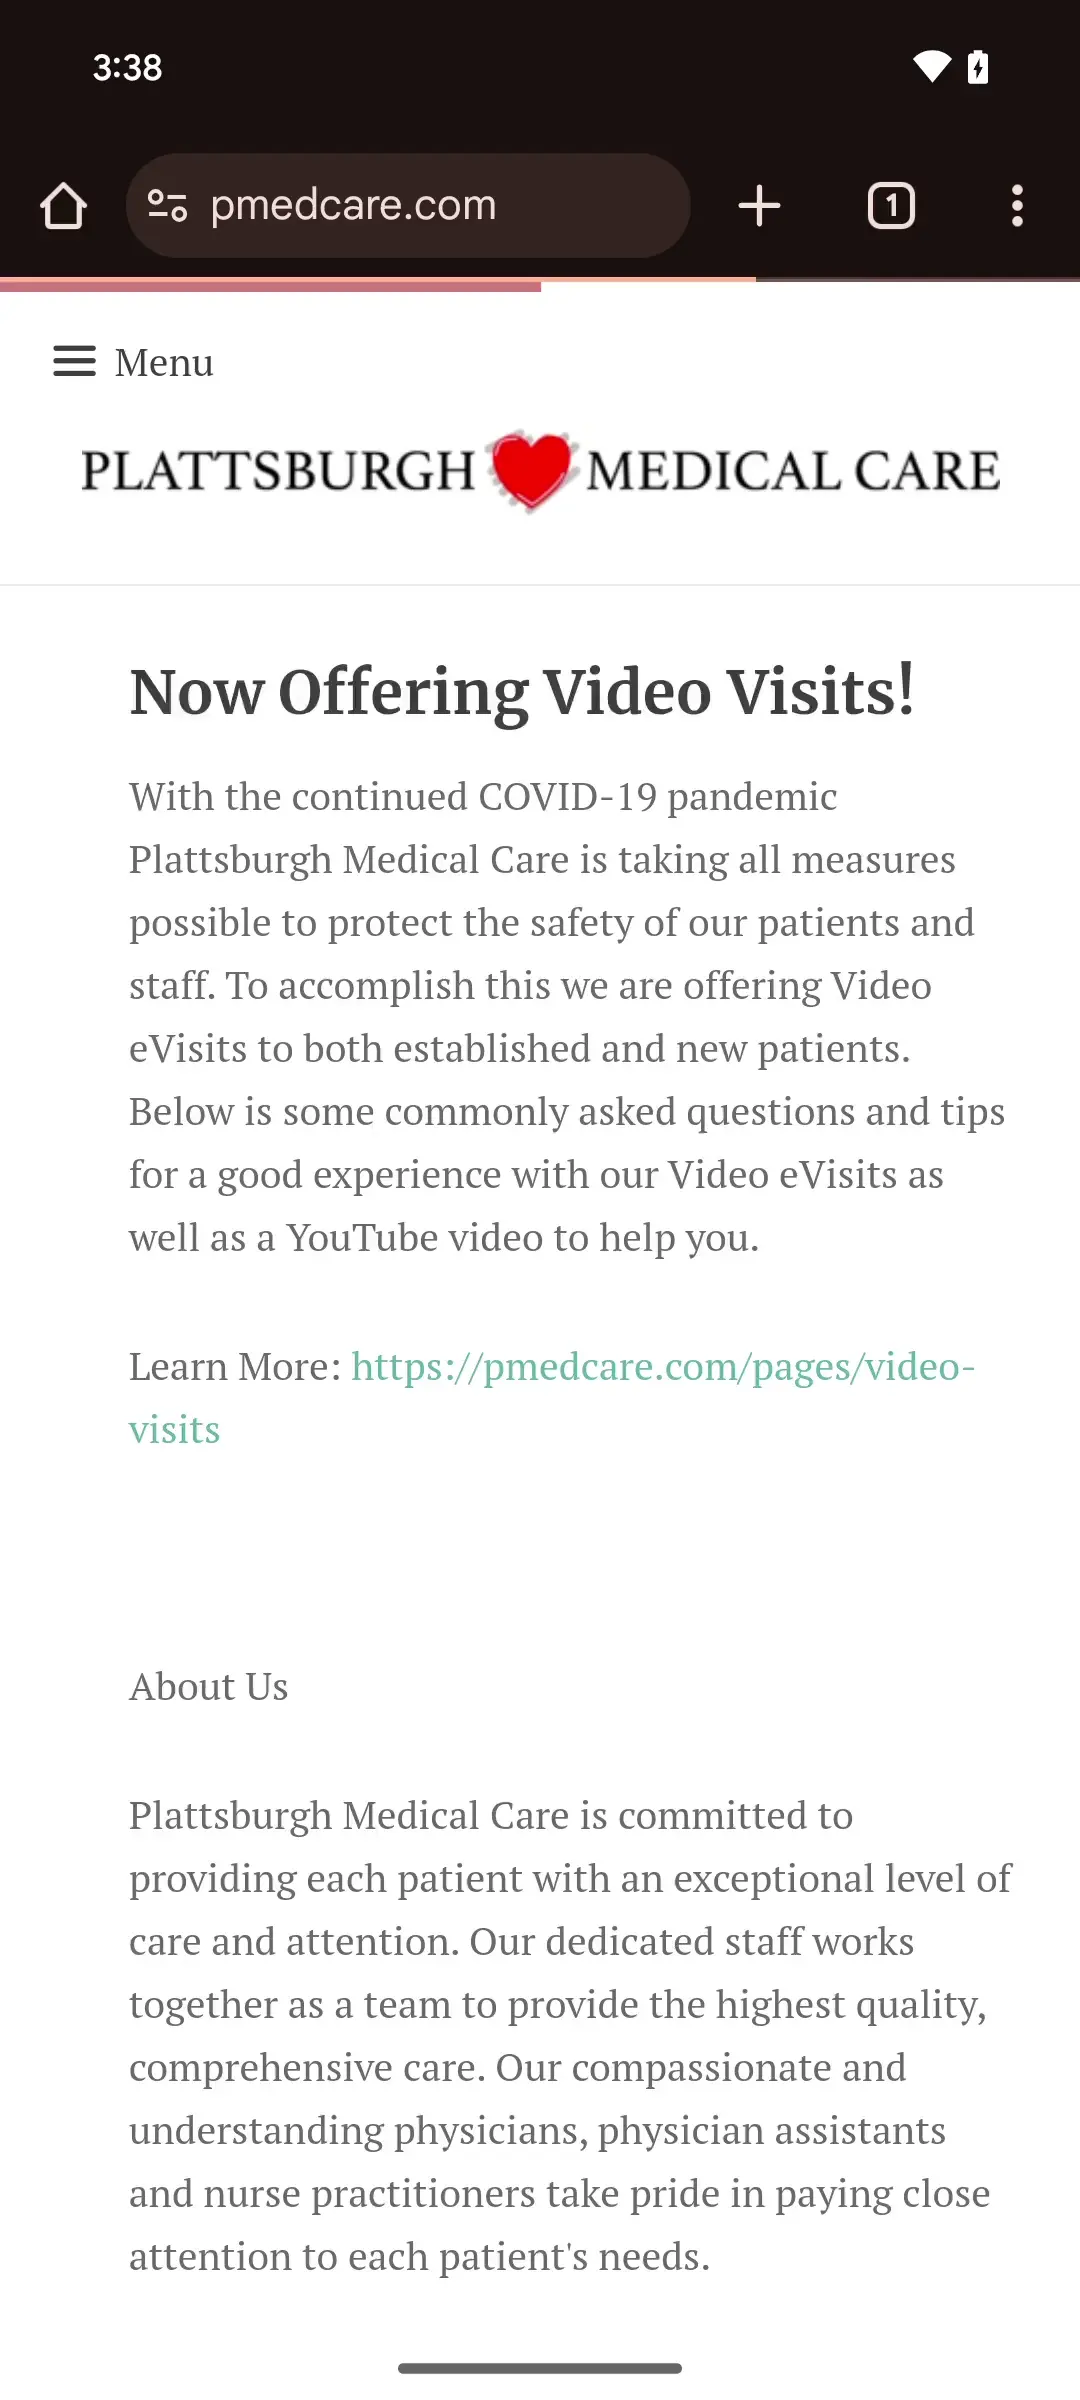 3:38
pmedcare.com
1
Menu
PLATTSBURGH MEDICAL CARE
Now Offering Video Visits!
With the continued COVID-19 pandemic
Plattsburgh Medical Care is taking all measures
possible to protect the safety of our patients and
staff. To accomplish this we are offering Video
eVisits to both established and new patients.
Below is some commonly asked questions and tips
for a good experience with our Video eVisits as
well as a YouTube video to help you.
Learn More: https://pmedcare.com/pages/video-
visits
About Us
Plattsburgh Medical Care is committed to
providing each patient with an exceptional level of
care and attention. Our dedicated staff works
together as a team to provide the highest quality,
comprehensive care. Our compassionate and
understanding physicians, physician assistants
and nurse practitioners take pride in paying close
attention to each patient's needs.